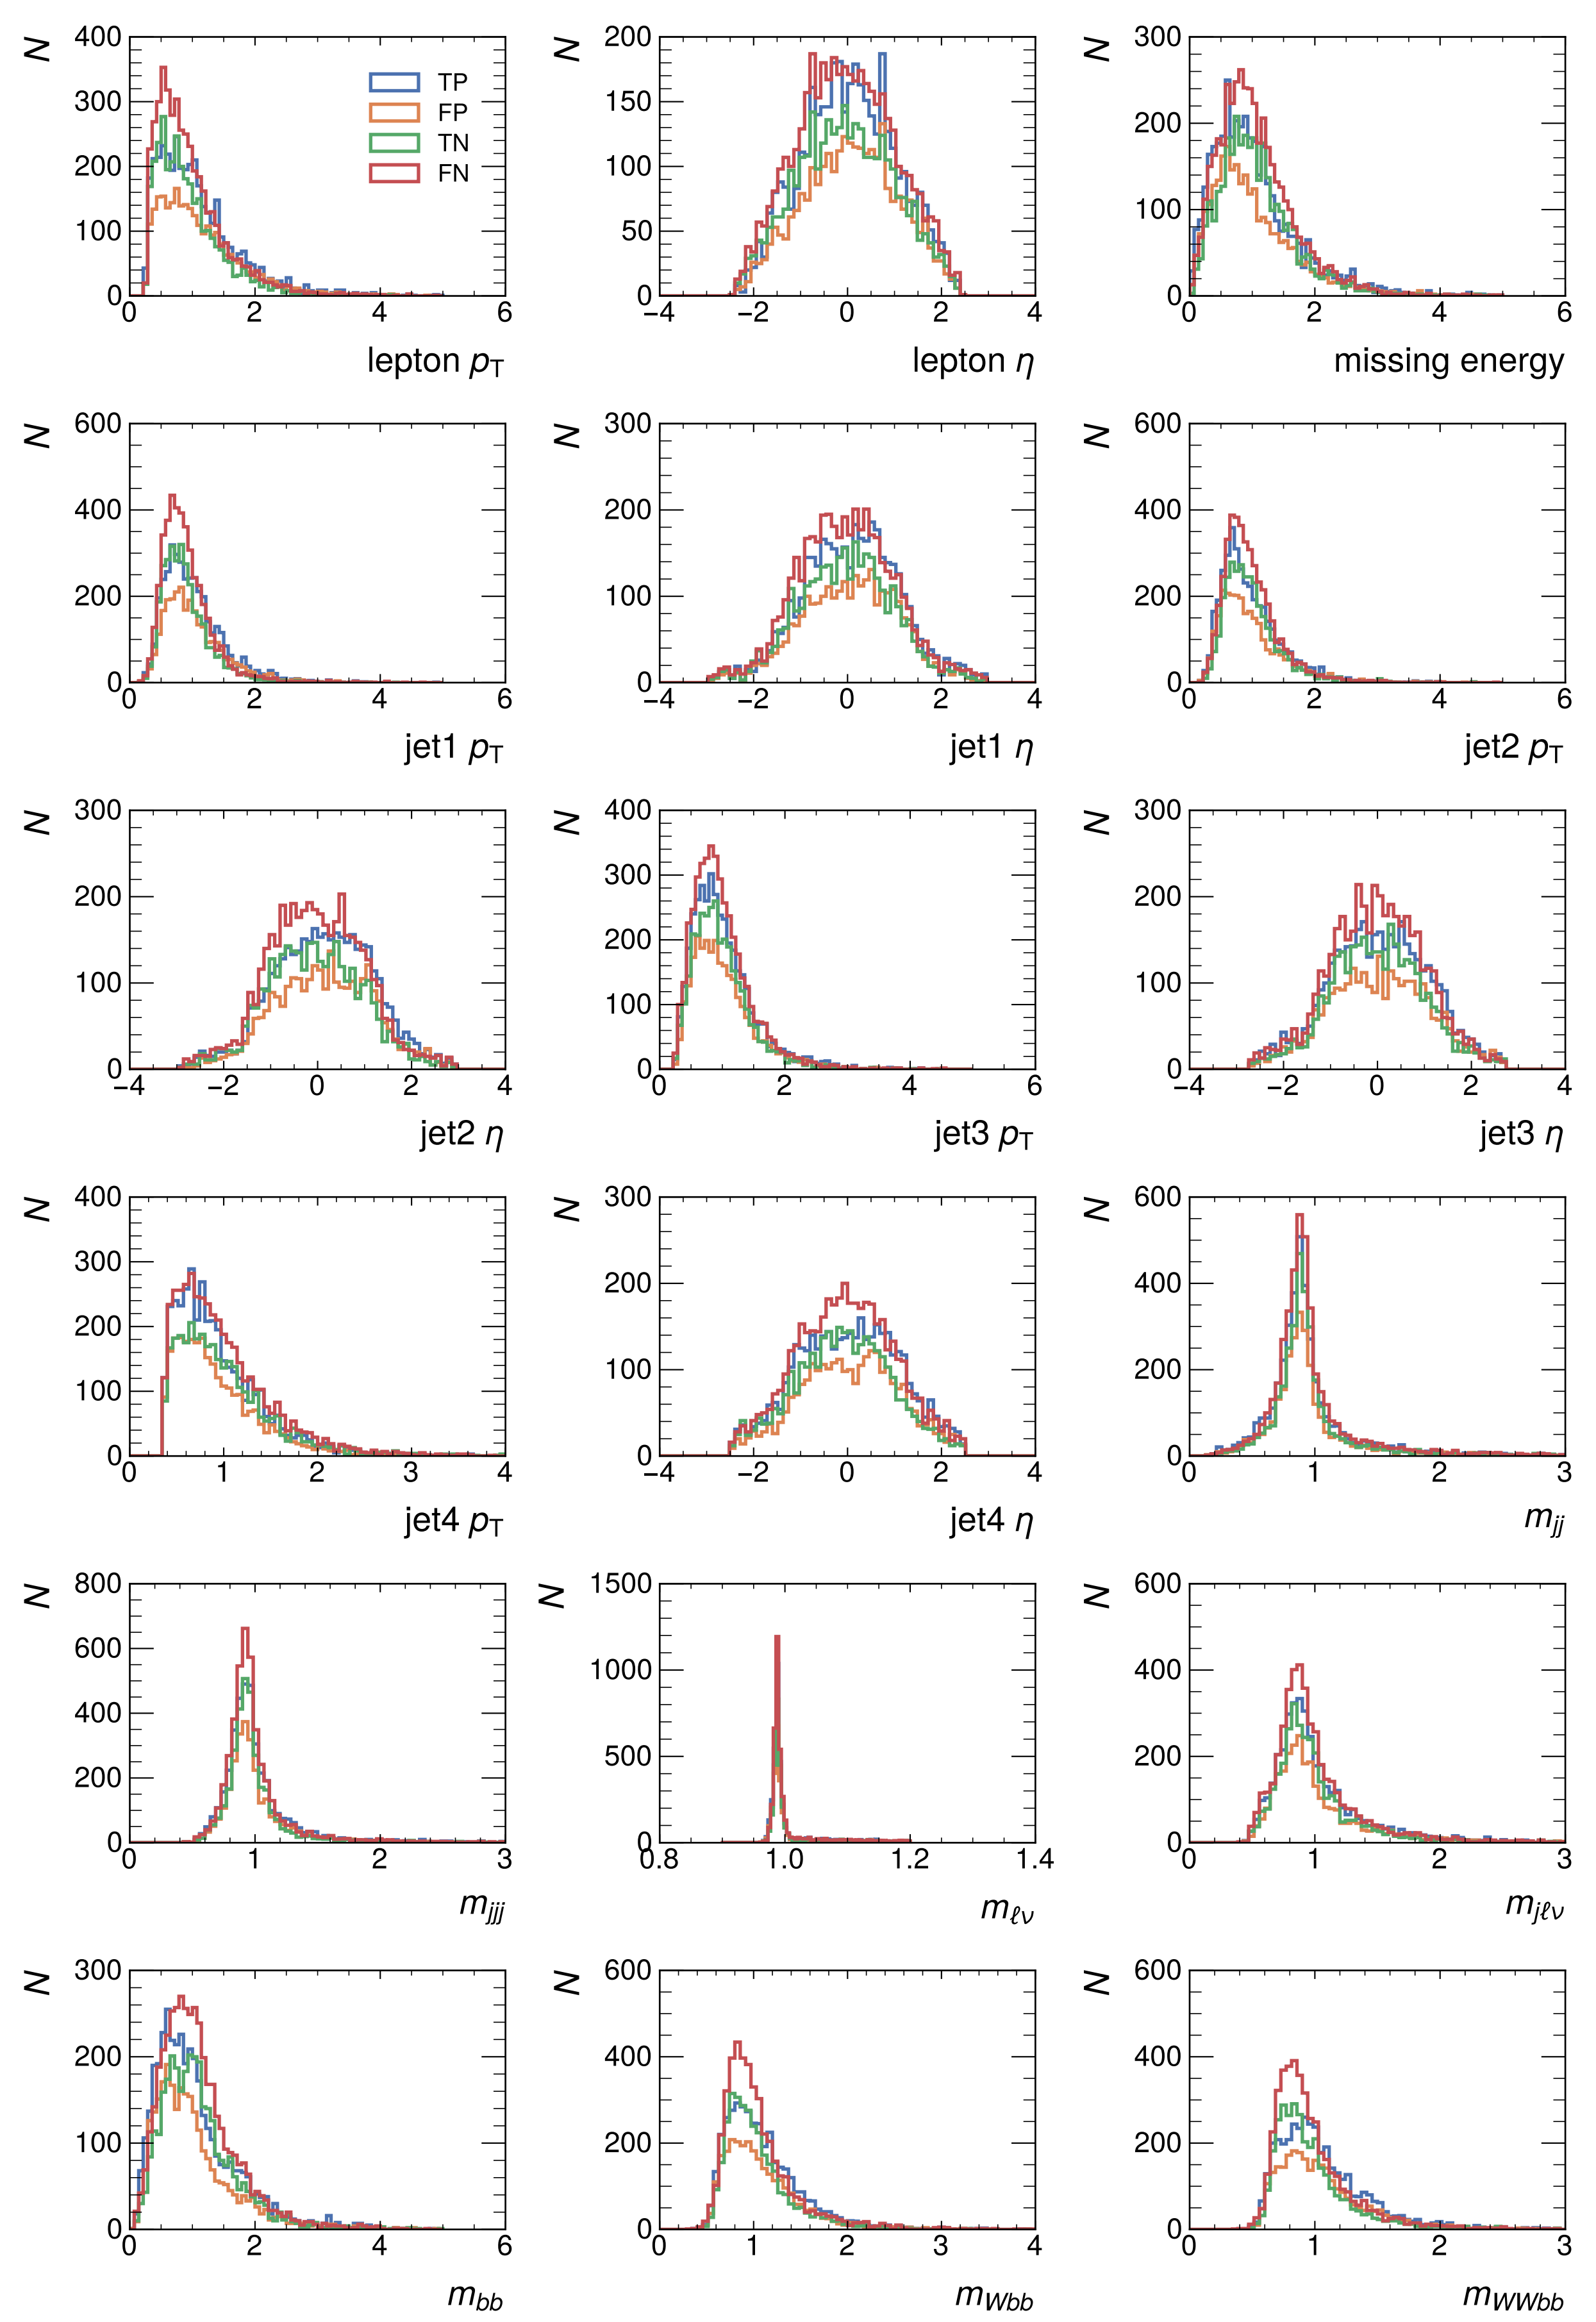 N 400 300 200 100 0
TP
FP
TN
FN
0 2 4 6
lepton pT
N 200 150 100 50 0
−4 −2 0 2 4
lepton η
N 300 200 100 0
0 2 4 6
missing energy
N 600 400 200 0
0 2 4 6
jet1 pT
N 300 200 100 0
−4 −2 0 2 4
jet1 η
N 600 400 200 0
0 2 4 6
jet2 pT
N 300 200 100 0
−4 −2 0 2 4
jet2 η
N 400 300 200 100 0
0 2 4 6
jet3 pT
N 300 200 100 0
−4 −2 0 2 4
jet3 η
N 400 300 200 100 0
0 1 2 3 4
jet4 pT
N 300 200 100 0
−4 −2 0 2 4
jet4 η
N 600 400 200 0
0 1 2 3
mjj
N 800 600 400 200 0
0 1 2 3
mjjj
N 1500 1000 500 0
0.8 1.0 1.2 1.4
mℓν
N 600 400 200 0
0 1 2 3
mjℓν
N 300 200 100 0
0 2 4 6
mbb
N 600 400 200 0
0 1 2 3 4
mWbb
N 600 400 200 0
0 1 2 3
mWWbb